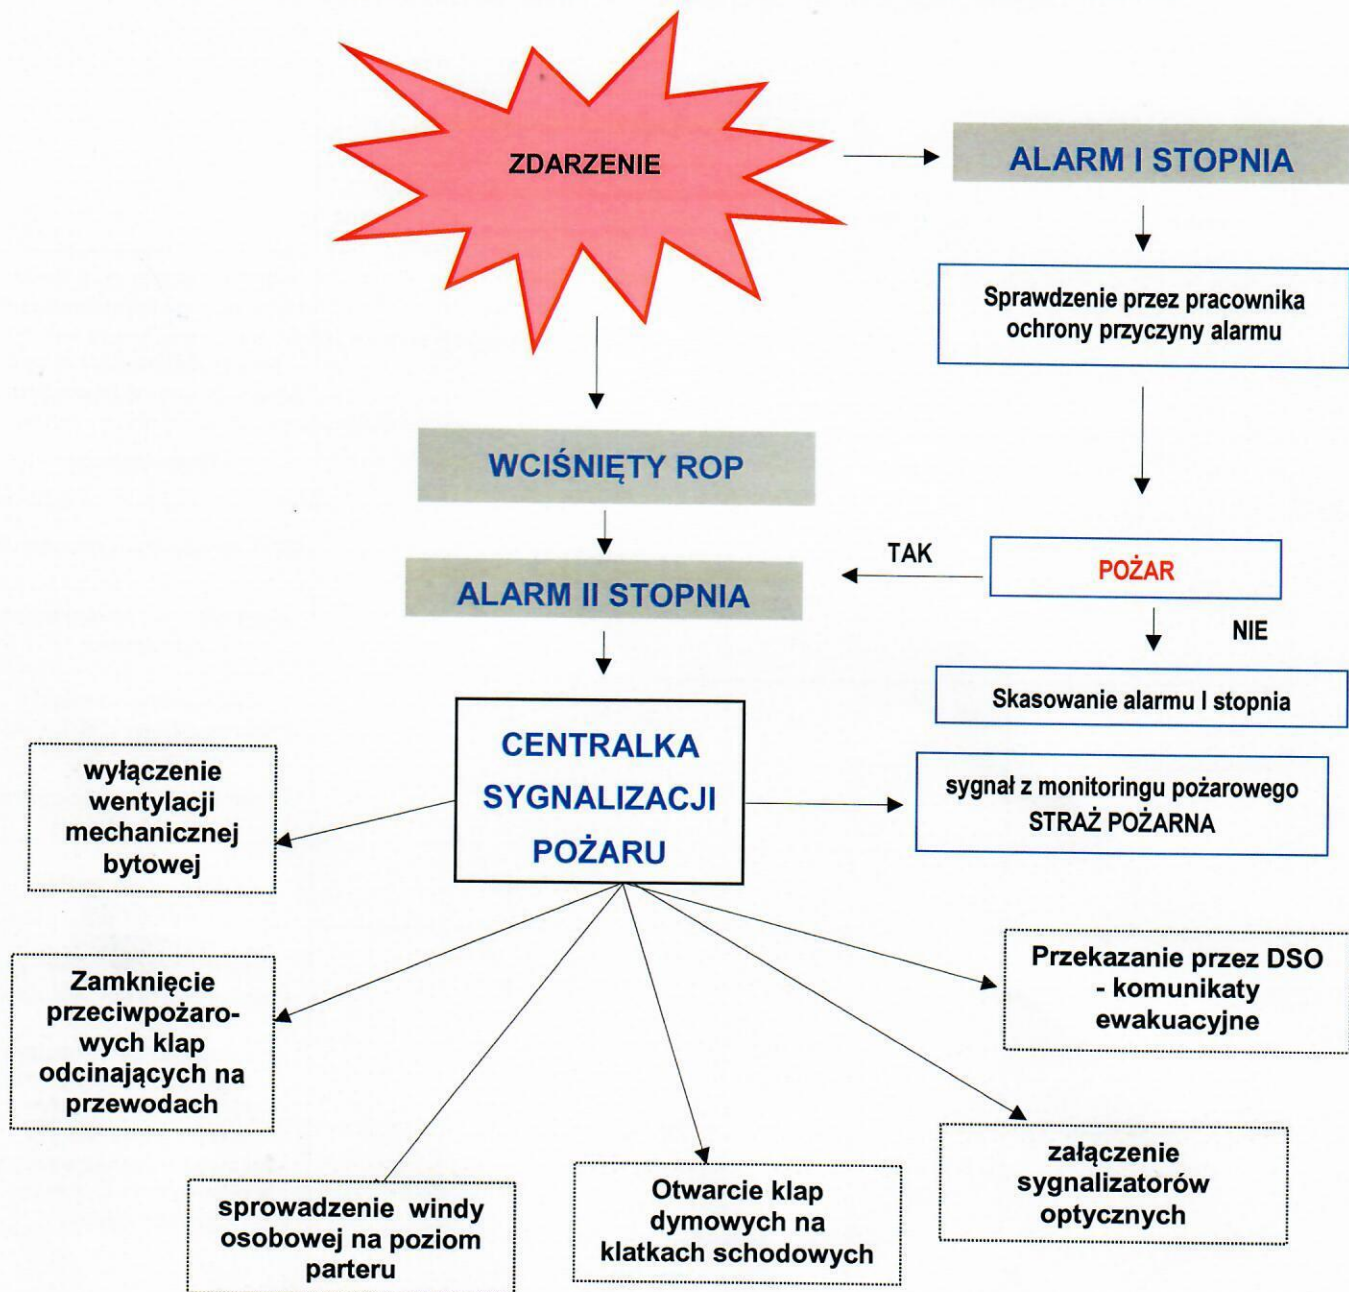 ZDARZENIE
ALARM I STOPNIA
Sprawdzenie przez pracownika
ochrony przyczyny alarmu
WCIŚNIĘTY ROP
TAK
POŻAR
ALARM II STOPNIA
NIE
Skasowanie alarmu I stopnia
CENTRALKA
SYGNALIZACJI
POŻARU
sygnał z monitoringu pożarowego
STRAŻ POŻARNA
wyłączenie
wentylacji
mechanicznej
bytowej
Zamknięcie
przeciwpożaro-
wych klap
odcinających na
przewodach
Przekazanie przez DSO
- komunikaty
ewakuacyjne
sprowadzenie windy
osobowej na poziom
parteru
Otwarcie klap
dymowych na
klatkach schodowych
załączenie
sygnalizatorów
optycznych